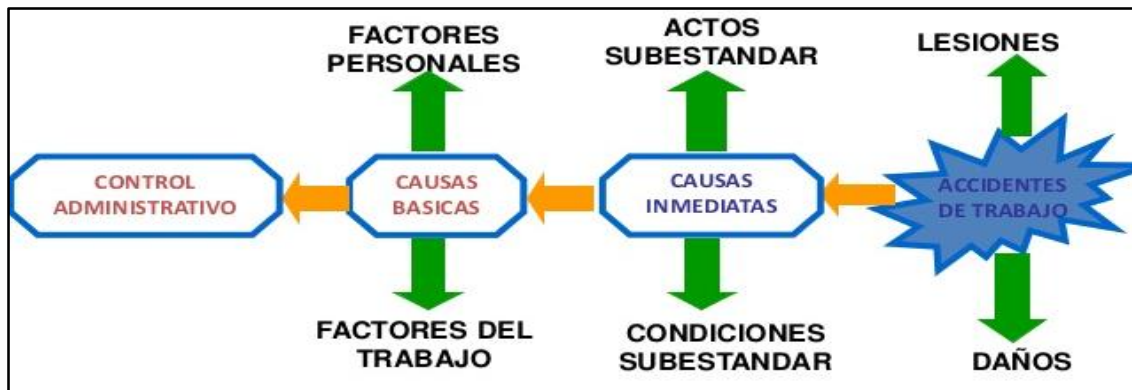 FACTORES
PERSONALES
ACTOS
SUBESTANDAR
LESIONES
CONTROL
ADMINISTRATIVO
CAUSAS
BASICAS
CAUSAS
INMEDIATAS
ACCIDENTES
DE TRABAJO
FACTORES DEL
TRABAJO
CONDICIONES
SUBESTANDAR
DAÑOS